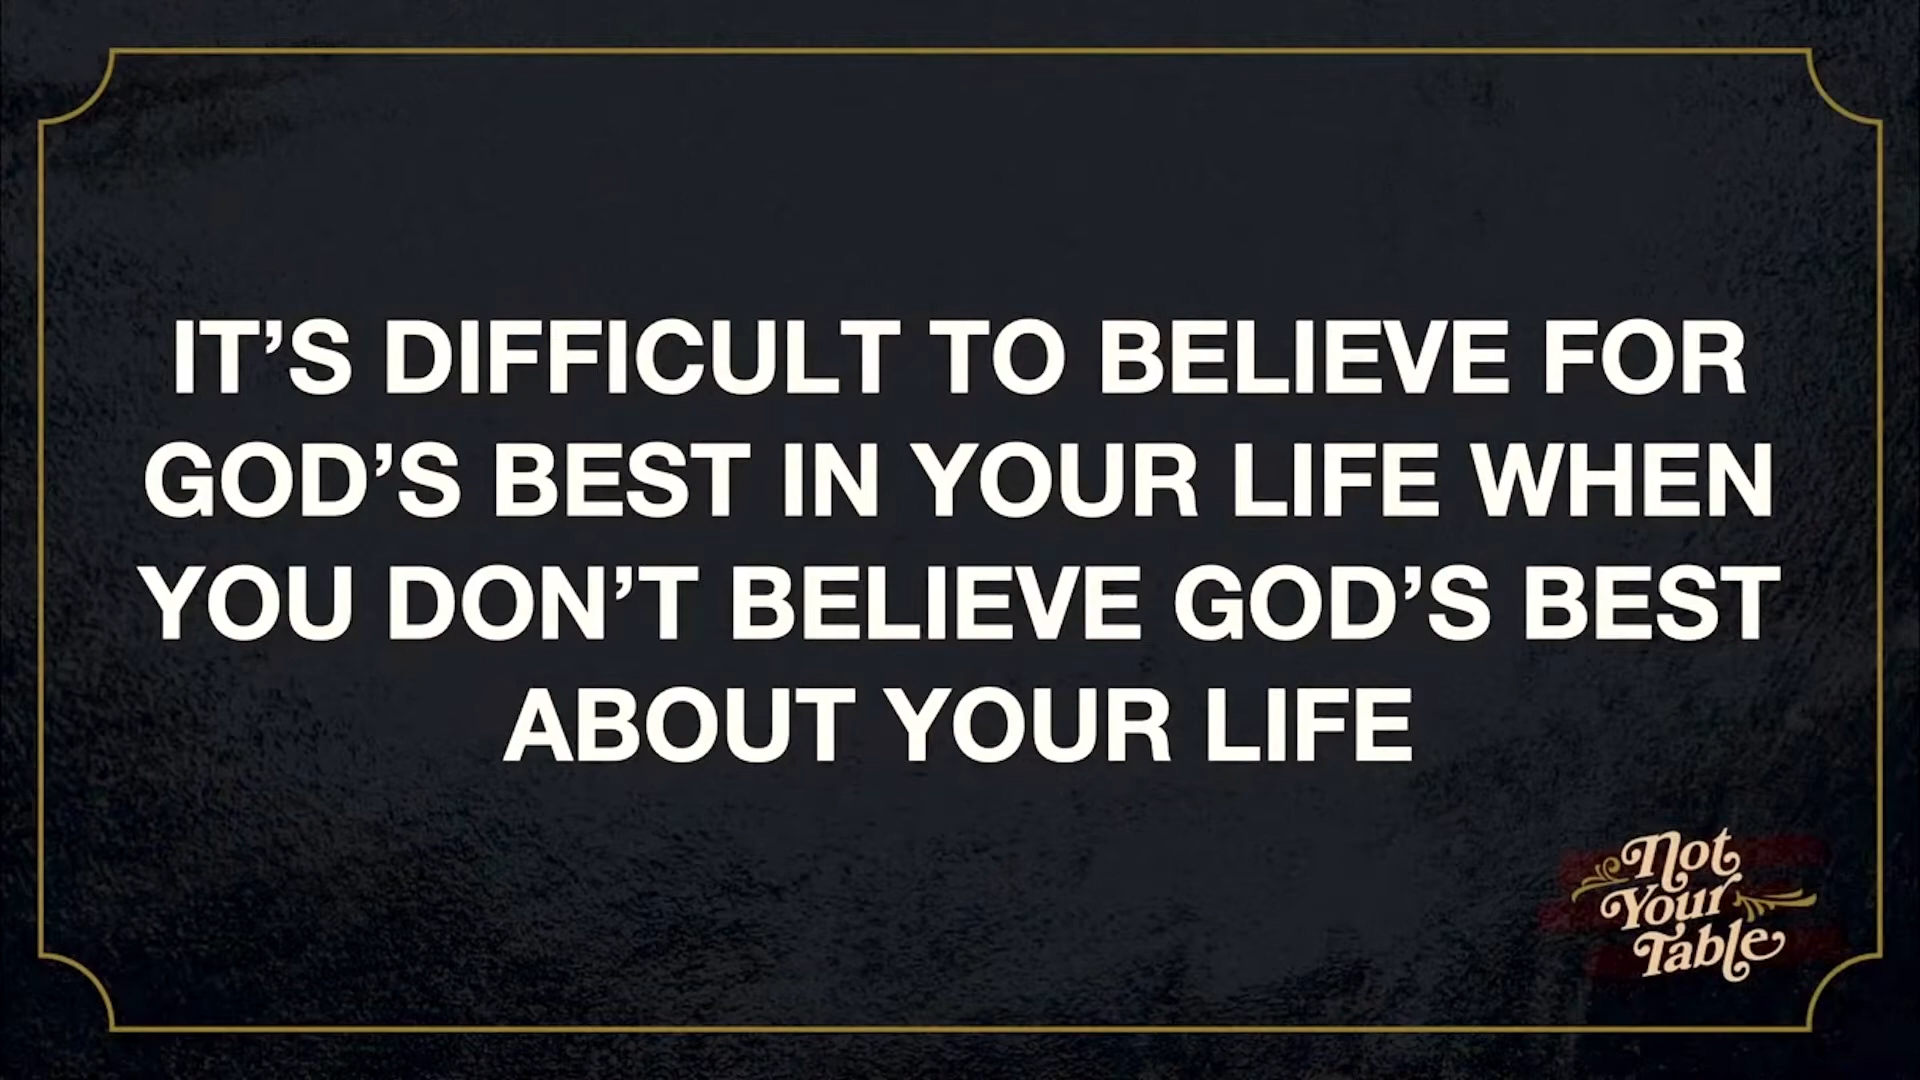 IT’S DIFFICULT TO BELIEVE FOR
GOD’S BEST IN YOUR LIFE WHEN
YOU DON’T BELIEVE GOD’S BEST
ABOUT YOUR LIFE
Not
Your
Table